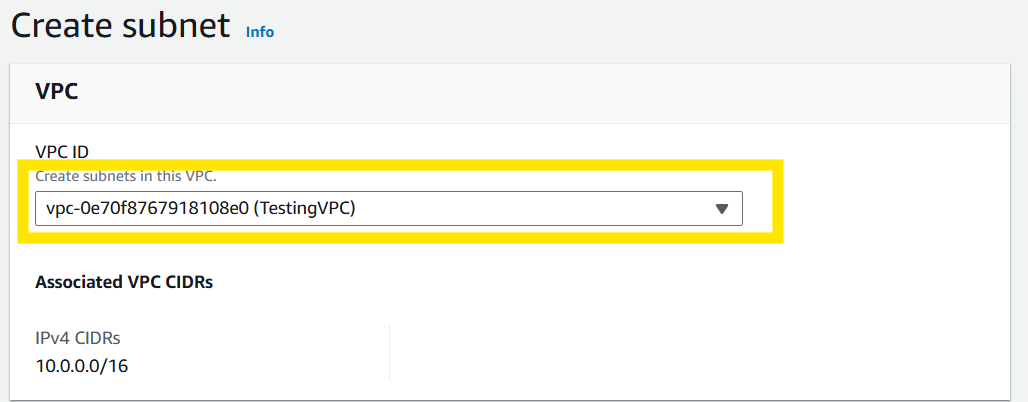 Create subnet Info
VPC
VPC ID
Create subnets in this VPC.
vpc-0e70f8767918108e0 (TestingVPC)
Associated VPC CIDRs
IPv4 CIDRs
10.0.0.0/16